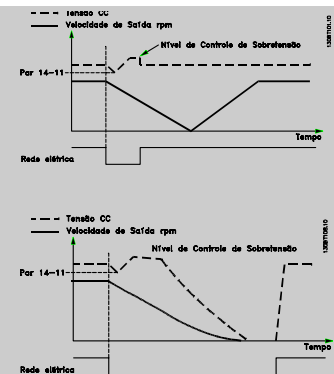 Tensão CC
Velocidade de Saída rpm
Nível de Controle de Sobretensão
Par 14-11
Tempo
Rede elétrica
Tensão CC
Velocidade de Saída rpm
Nível de Controle de Sobretensão
Par 14-11
Tempo
Rede elétrica